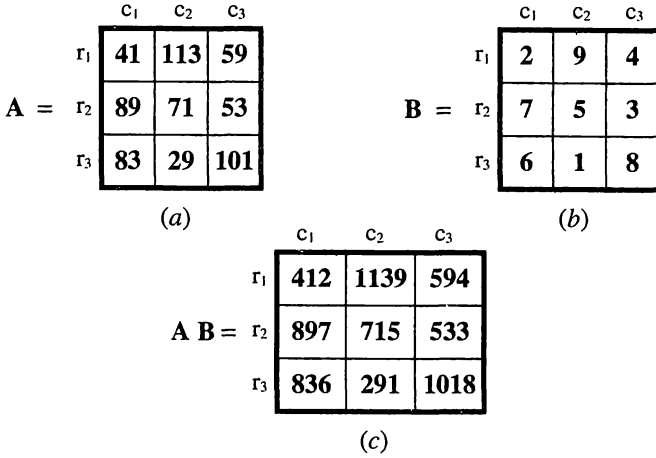 c1 c2 c3
r1 41 113 59
A = r2 89 71 53
r3 83 29 101
(a)
c1 c2 c3
r1 2 9 4
B = r2 7 5 3
r3 6 1 8
(b)
c1 c2 c3
r1 412 1139 594
A B = r2 897 715 533
r3 836 291 1018
(c)